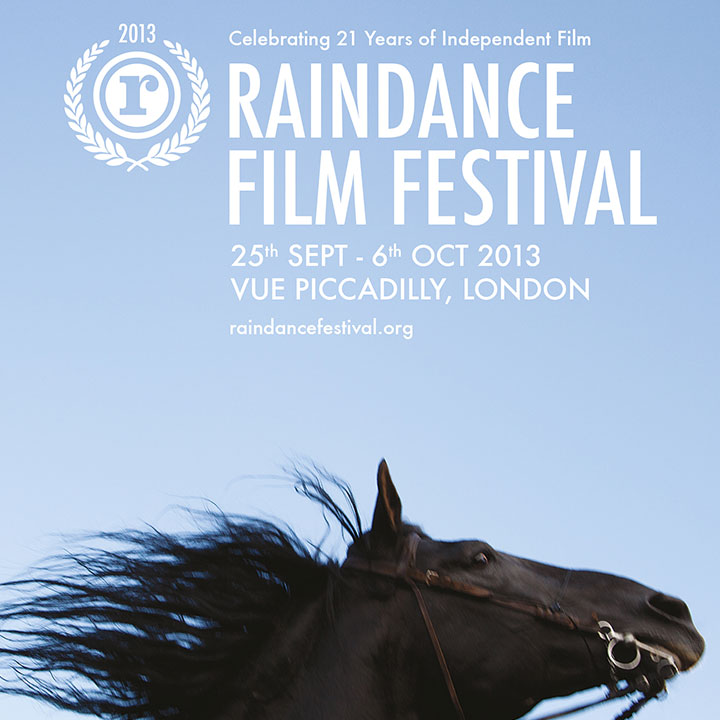 2013
r
Celebrating 21 Years of Independent Film
RAINDANCE
FILM FESTIVAL
25th SEPT - 6th OCT 2013
VUE PICCADILLY, LONDON
raindancefestival.org